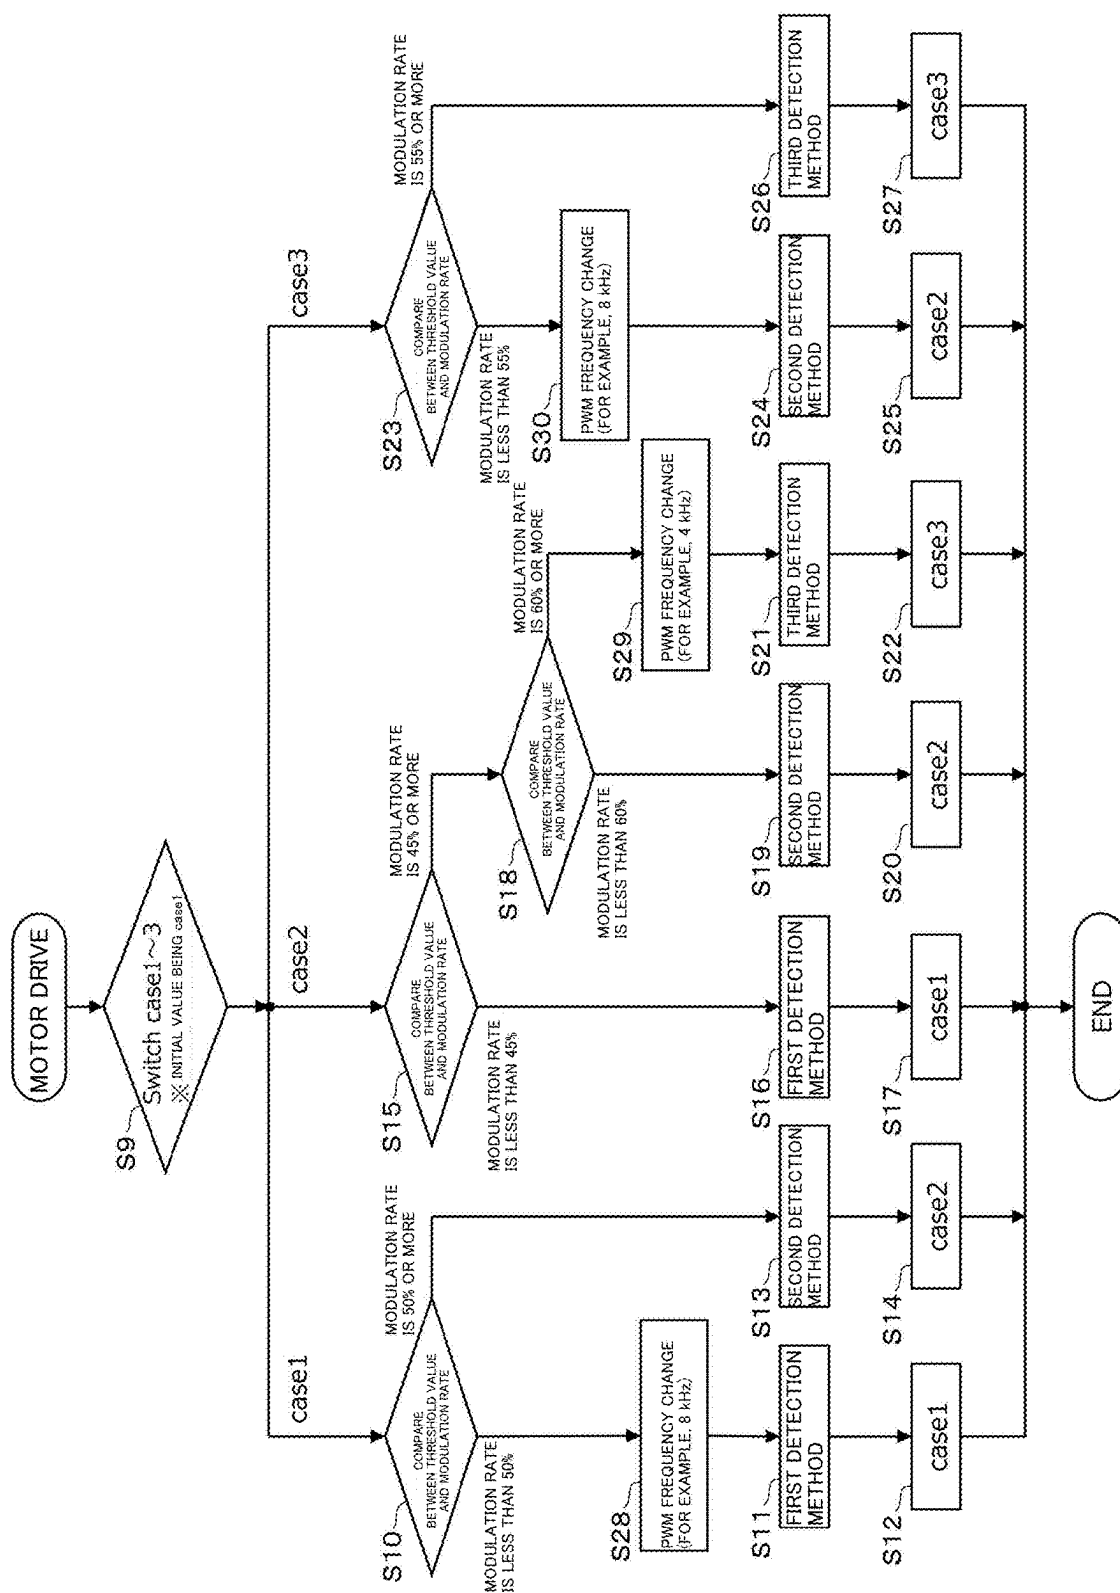 MOTOR DRIVE
S9
Switch case1~3
※ INITIAL VALUE BEING case1
case1
case2
case3
S10
COMPARE
BETWEEN THRESHOLD VALUE
AND MODULATION RATE
MODULATION RATE
IS 50% OR MORE
MODULATION RATE
IS LESS THAN 50%
S28
PWM FREQUENCY CHANGE
(FOR EXAMPLE, 8 kHz)
S11
FIRST DETECTION
METHOD
S12
case1
S13
SECOND DETECTION
METHOD
S14
case2
S15
COMPARE
BETWEEN THRESHOLD VALUE
AND MODULATION RATE
MODULATION RATE
IS 45% OR MORE
MODULATION RATE
IS LESS THAN 45%
S16
FIRST DETECTION
METHOD
S17
case1
S18
COMPARE
BETWEEN THRESHOLD VALUE
AND MODULATION RATE
MODULATION RATE
IS 60% OR MORE
MODULATION RATE
IS LESS THAN 60%
S19
SECOND DETECTION
METHOD
S20
case2
S29
PWM FREQUENCY CHANGE
(FOR EXAMPLE, 4 kHz)
S21
THIRD DETECTION
METHOD
S22
case3
S23
COMPARE
BETWEEN THRESHOLD VALUE
AND MODULATION RATE
MODULATION RATE
IS 55% OR MORE
MODULATION RATE
IS LESS THAN 55%
S30
PWM FREQUENCY CHANGE
(FOR EXAMPLE, 8 kHz)
S24
SECOND DETECTION
METHOD
S25
case2
S26
THIRD DETECTION
METHOD
S27
case3
END